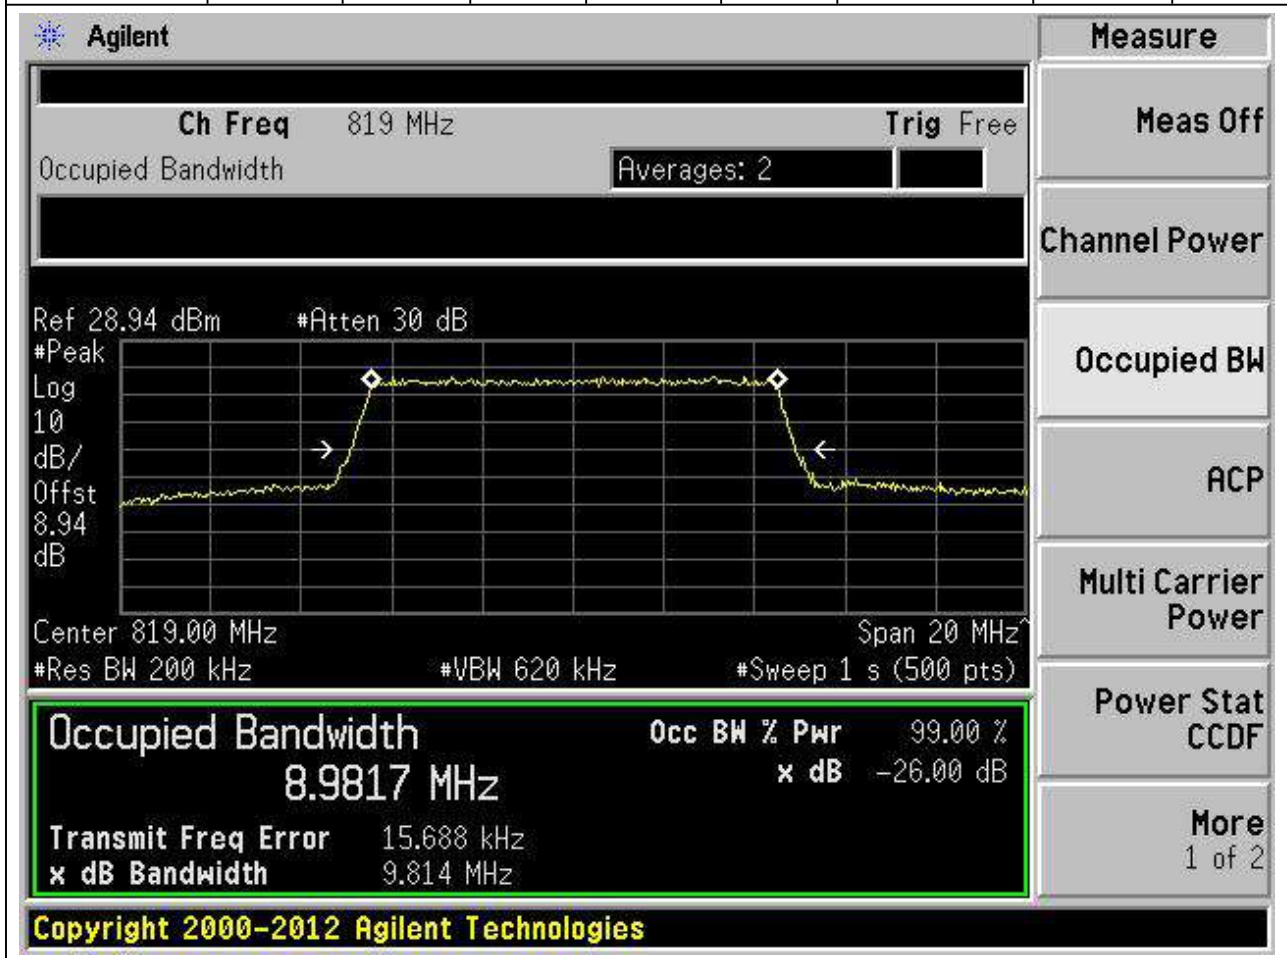 Agilent
Measure
Ch Freq 819 MHz Trig Free
Occupied Bandwidth Averages: 2
Meas Off
Channel Power
Occupied BW
ACP
Multi Carrier
Power
Power Stat
CCDF
More
1 of 2
Ref 28.94 dBm #Atten 30 dB
#Peak
Log
10
dB/
Offst
8.94
dB
Center 819.00 MHz Span 20 MHz^
#Res BW 200 kHz #VBW 620 kHz #Sweep 1 s (500 pts)
Occupied Bandwidth Occ BW % Pwr 99.00 %
8.9817 MHz x dB -26.00 dB
Transmit Freq Error 15.688 kHz
x dB Bandwidth 9.814 MHz
Copyright 2000-2012 Agilent Technologies